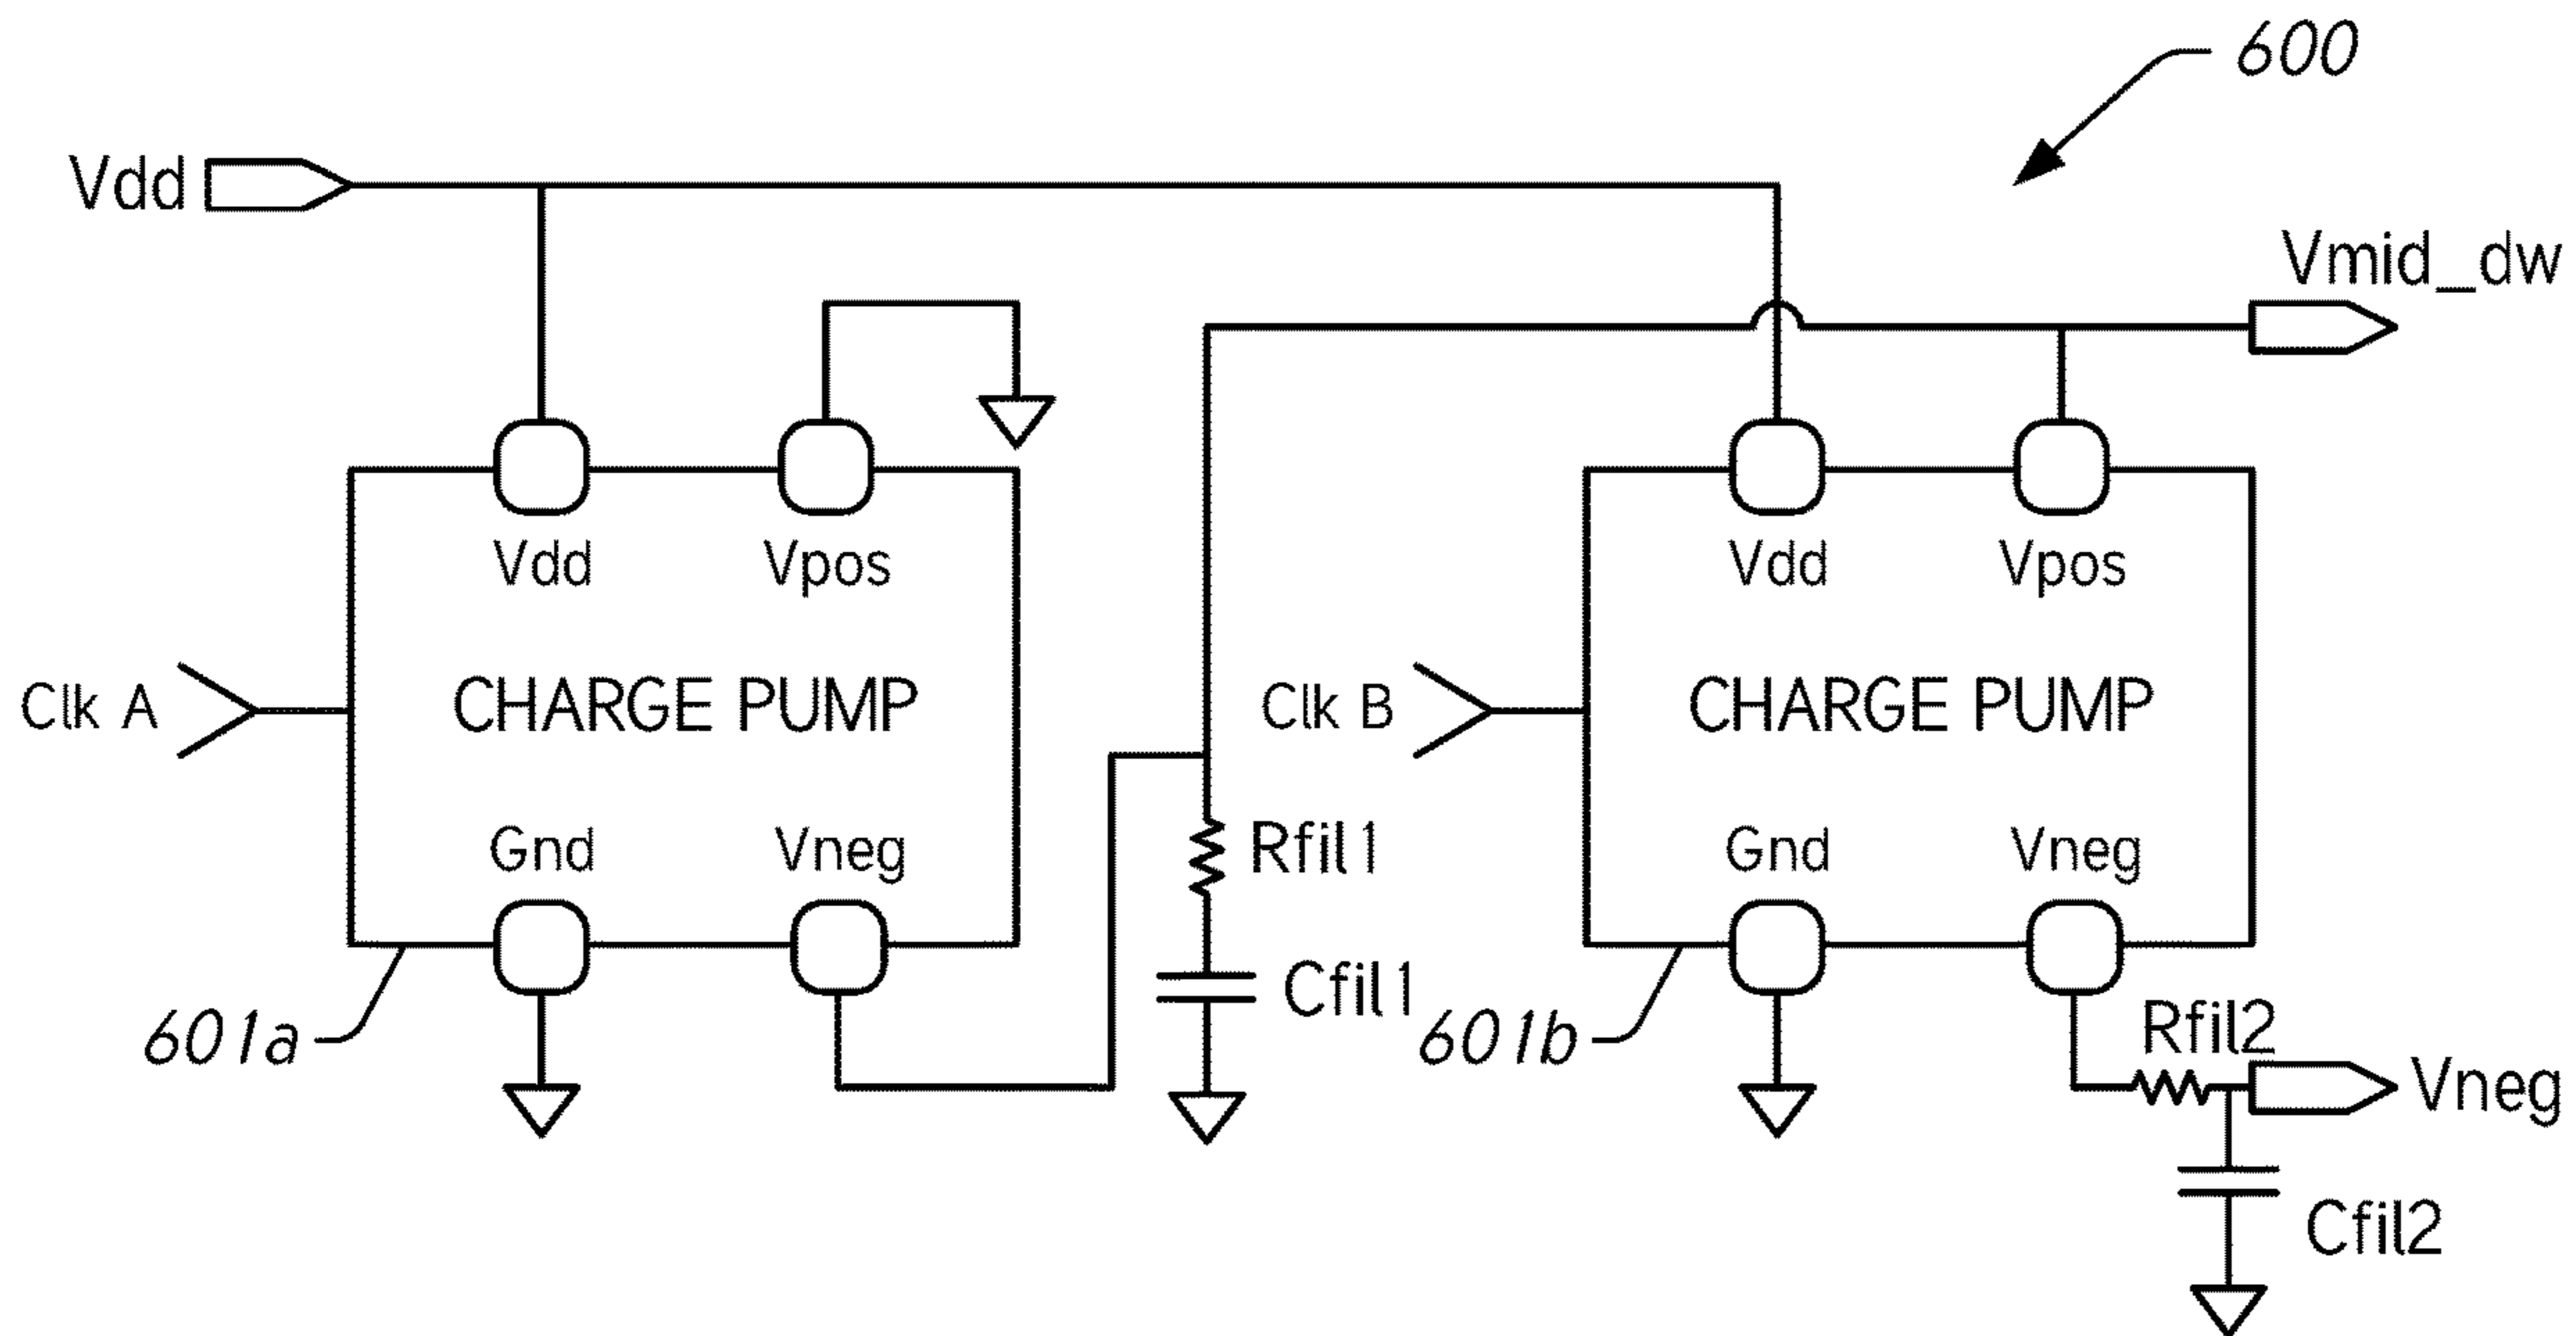 600
Vdd
Vmid_dw
Vdd
Vpos
Vdd
Vpos
Clk A
CHARGE PUMP
Clk B
CHARGE PUMP
Gnd
Vneg
Rfil1
Gnd
Vneg
Cfil1
601a
601b
Rfil2
Vneg
Cfil2